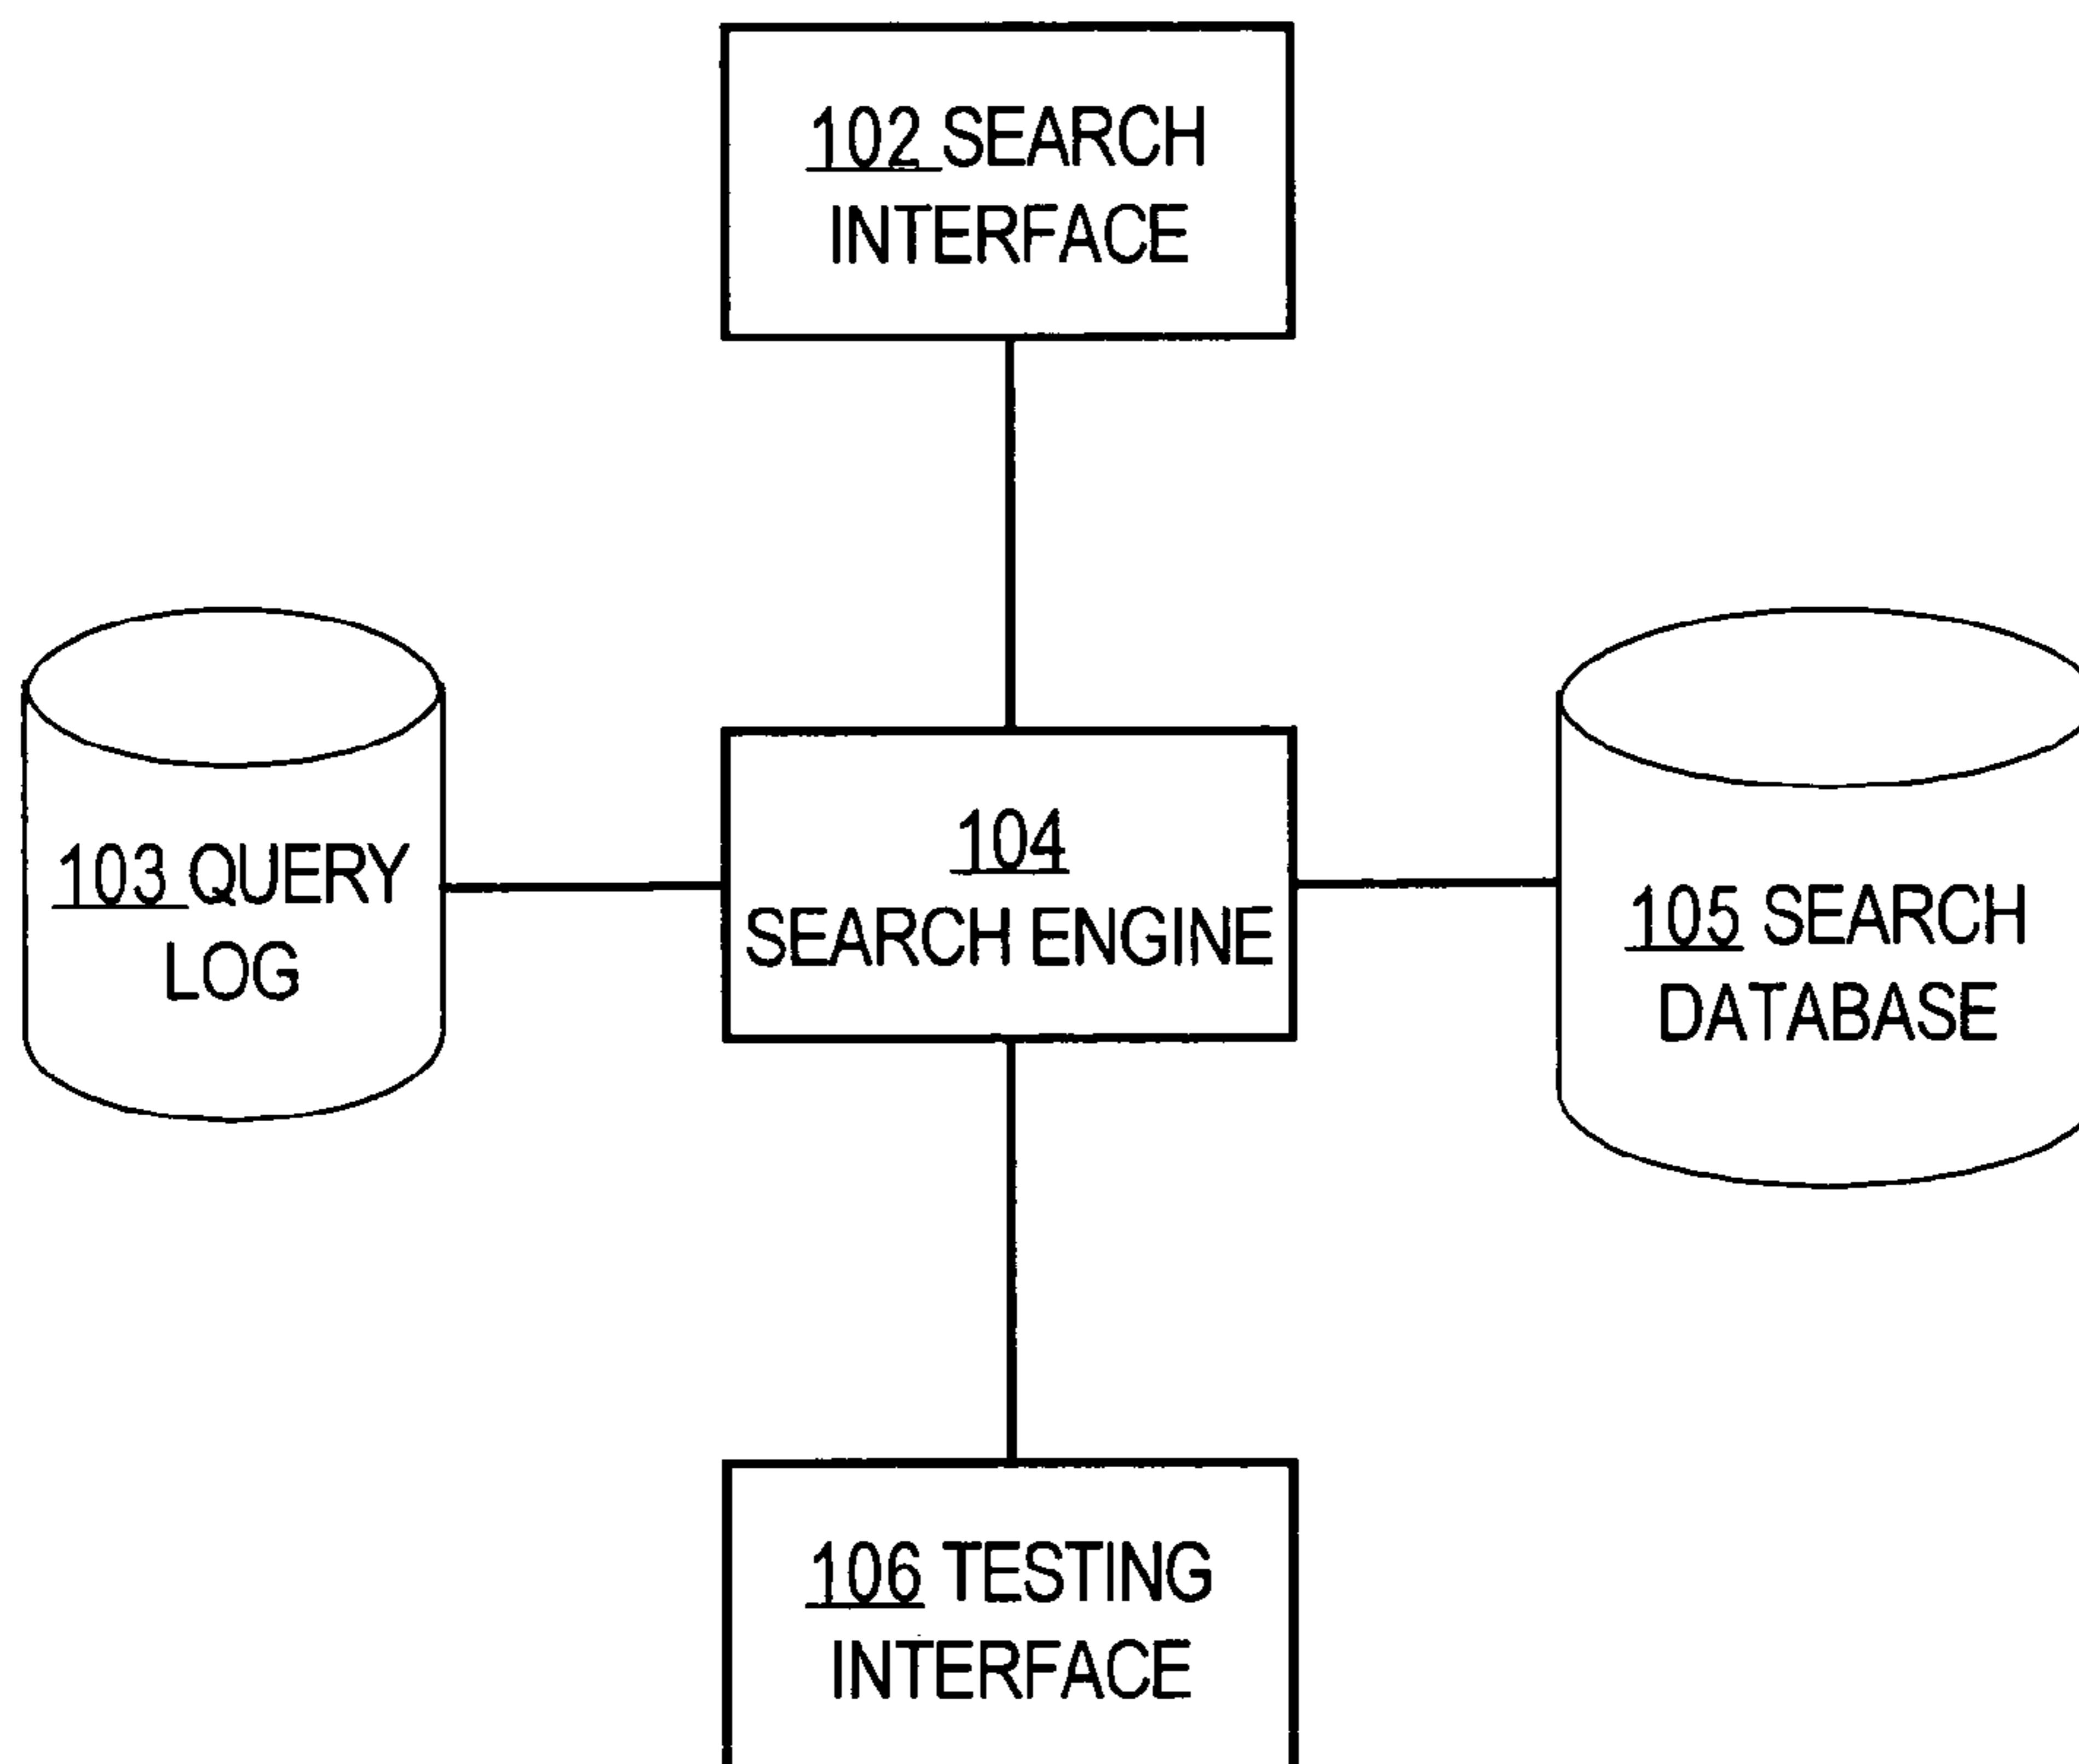 102 SEARCH
INTERFACE
103 QUERY
LOG
104
SEARCH ENGINE
105 SEARCH
DATABASE
106 TESTING
INTERFACE